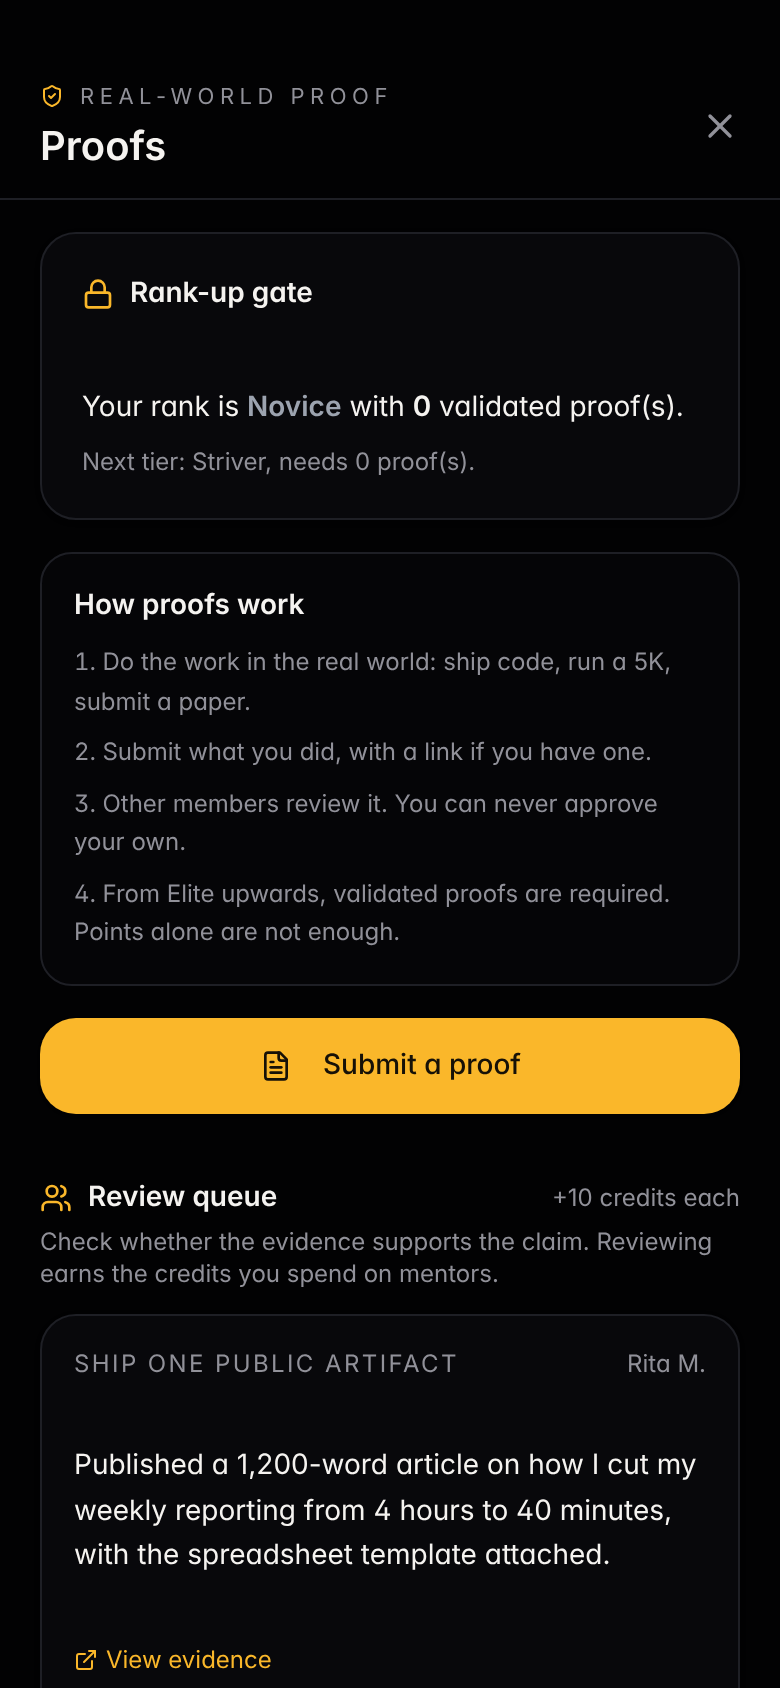 REAL-WORLD PROOF
Proofs
Rank-up gate
Your rank is Novice with 0 validated proof(s).
Next tier: Striver, needs 0 proof(s).
How proofs work
1. Do the work in the real world: ship code, run a 5K,
submit a paper.
2. Submit what you did, with a link if you have one.
3. Other members review it. You can never approve
your own.
4. From Elite upwards, validated proofs are required.
Points alone are not enough.
Submit a proof
Review queue
+10 credits each
Check whether the evidence supports the claim. Reviewing
earns the credits you spend on mentors.
SHIP ONE PUBLIC ARTIFACT
Rita M.
Published a 1,200-word article on how I cut my
weekly reporting from 4 hours to 40 minutes,
with the spreadsheet template attached.
View evidence